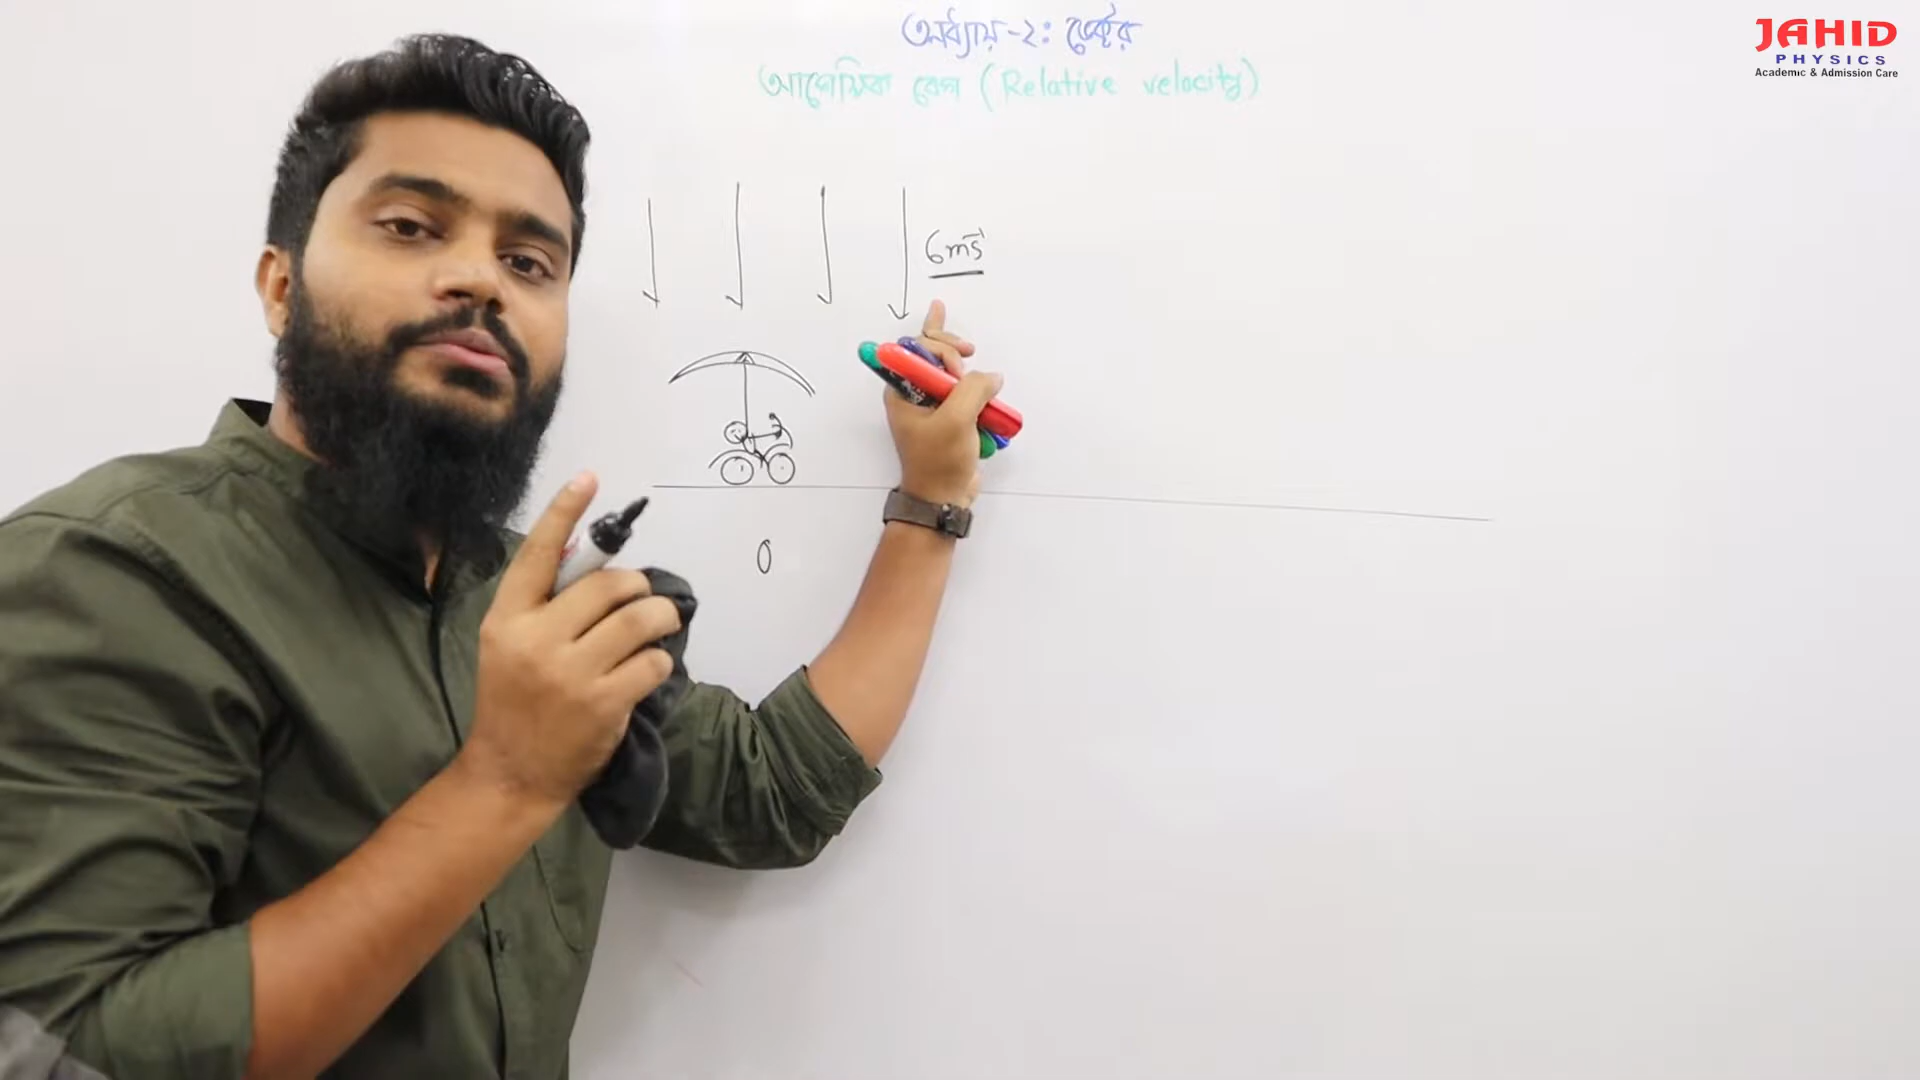 অধ্যায়-২: ভেক্টর
আপেক্ষিক বেগ (Relative velocity)
JAHID
PHYSICS
Academic & Admission Care
6ms⁻¹
0